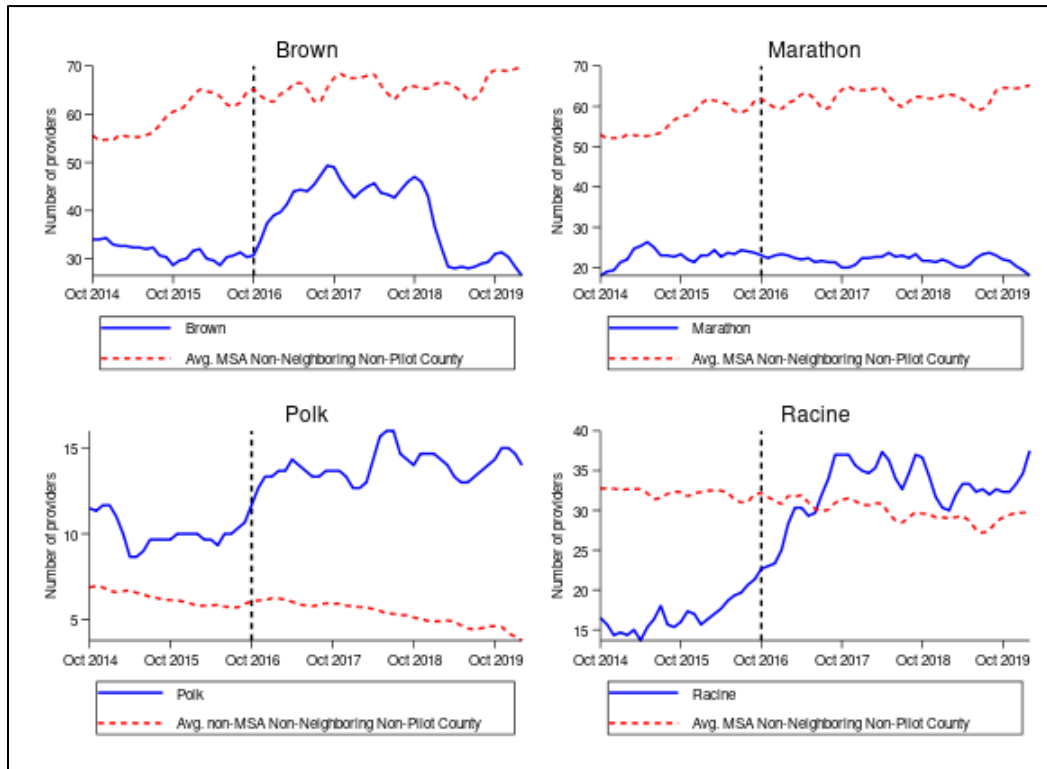 Brown
Number of providers
70
60
50
40
30
Oct 2014 Oct 2015 Oct 2016 Oct 2017 Oct 2018 Oct 2019
Brown
Avg. MSA Non-Neighboring Non-Pilot County
Marathon
Number of providers
70
60
50
40
30
20
Oct 2014 Oct 2015 Oct 2016 Oct 2017 Oct 2018 Oct 2019
Marathon
Avg. MSA Non-Neighboring Non-Pilot County
Polk
Number of providers
15
10
5
Oct 2014 Oct 2015 Oct 2016 Oct 2017 Oct 2018 Oct 2019
Polk
Avg. non-MSA Non-Neighboring Non-Pilot County
Racine
Number of providers
40
35
30
25
20
15
Oct 2014 Oct 2015 Oct 2016 Oct 2017 Oct 2018 Oct 2019
Racine
Avg. MSA Non-Neighboring Non-Pilot County